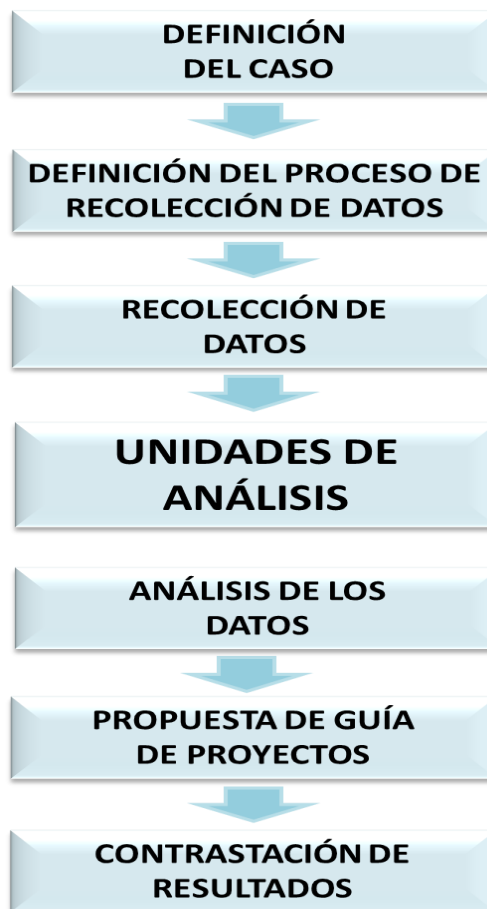 DEFINICIÓN
DEL CASO
DEFINICIÓN DEL PROCESO DE
RECOLECCIÓN DE DATOS
RECOLECCIÓN DE
DATOS
UNIDADES DE
ANÁLISIS
ANÁLISIS DE LOS
DATOS
PROPUESTA DE GUÍA
DE PROYECTOS
CONTRASTACIÓN DE
RESULTADOS